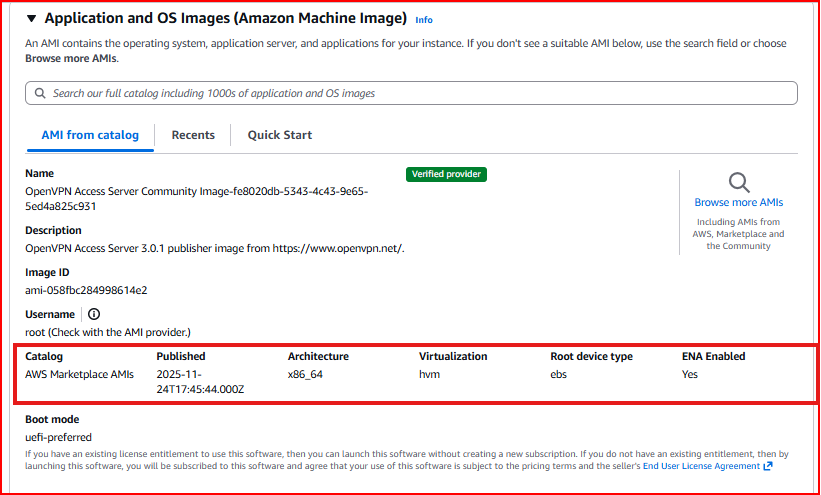 ▼ Application and OS Images (Amazon Machine Image) Info
An AMI contains the operating system, application server, and applications for your instance. If you don't see a suitable AMI below, use the search field or choose
Browse more AMIs.
Search our full catalog including 1000s of application and OS images
AMI from catalog Recents Quick Start
Name
Verified provider
OpenVPN Access Server Community Image-fe8020db-5343-4c43-9e65-
5ed4a825c931
Description
OpenVPN Access Server 3.0.1 publisher image from https://www.openvpn.net/.
Image ID
ami-058fbc284998614e2
Username
root (Check with the AMI provider.)
Browse more AMIs
Including AMIs from
AWS, Marketplace and
the Community
Catalog Published Architecture Virtualization Root device type ENA Enabled
AWS Marketplace AMIs 2025-11- x86_64 hvm ebs Yes
24T17:45:44.000Z
Boot mode
uefi-preferred
If you have an existing license entitlement to use this software, then you can launch this software without creating a new subscription. If you do not have an existing entitlement, then by
launching this software, you will be subscribed to this software and agree that your use of this software is subject to the pricing terms and the seller's End User License Agreement